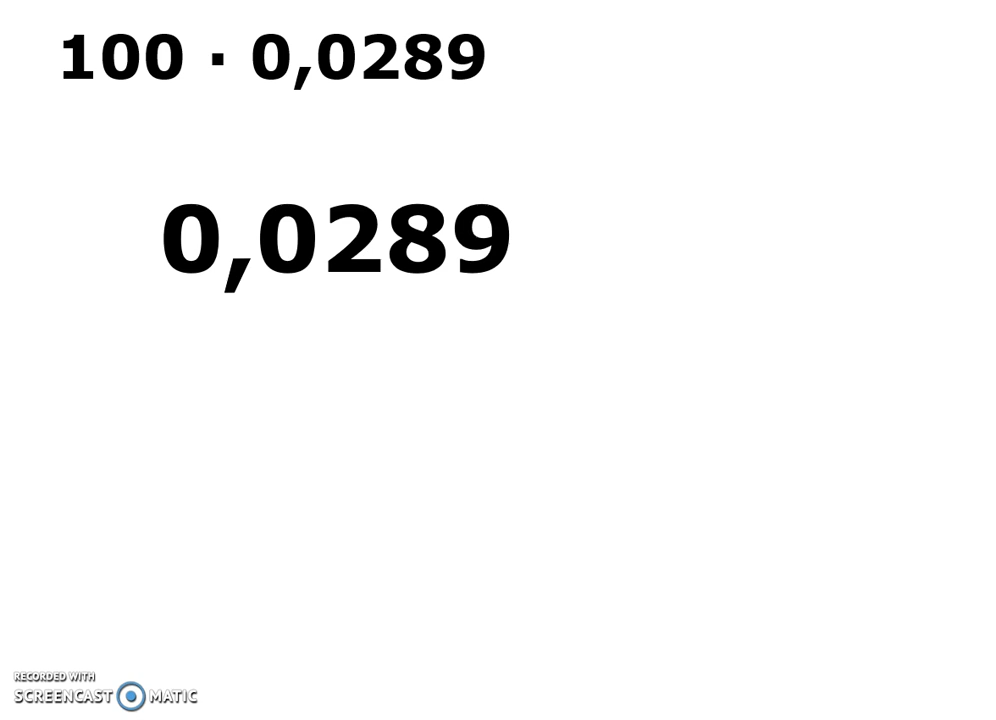 100 · 0,0289
0,0289
RECORDED WITH
SCREENCAST MATIC